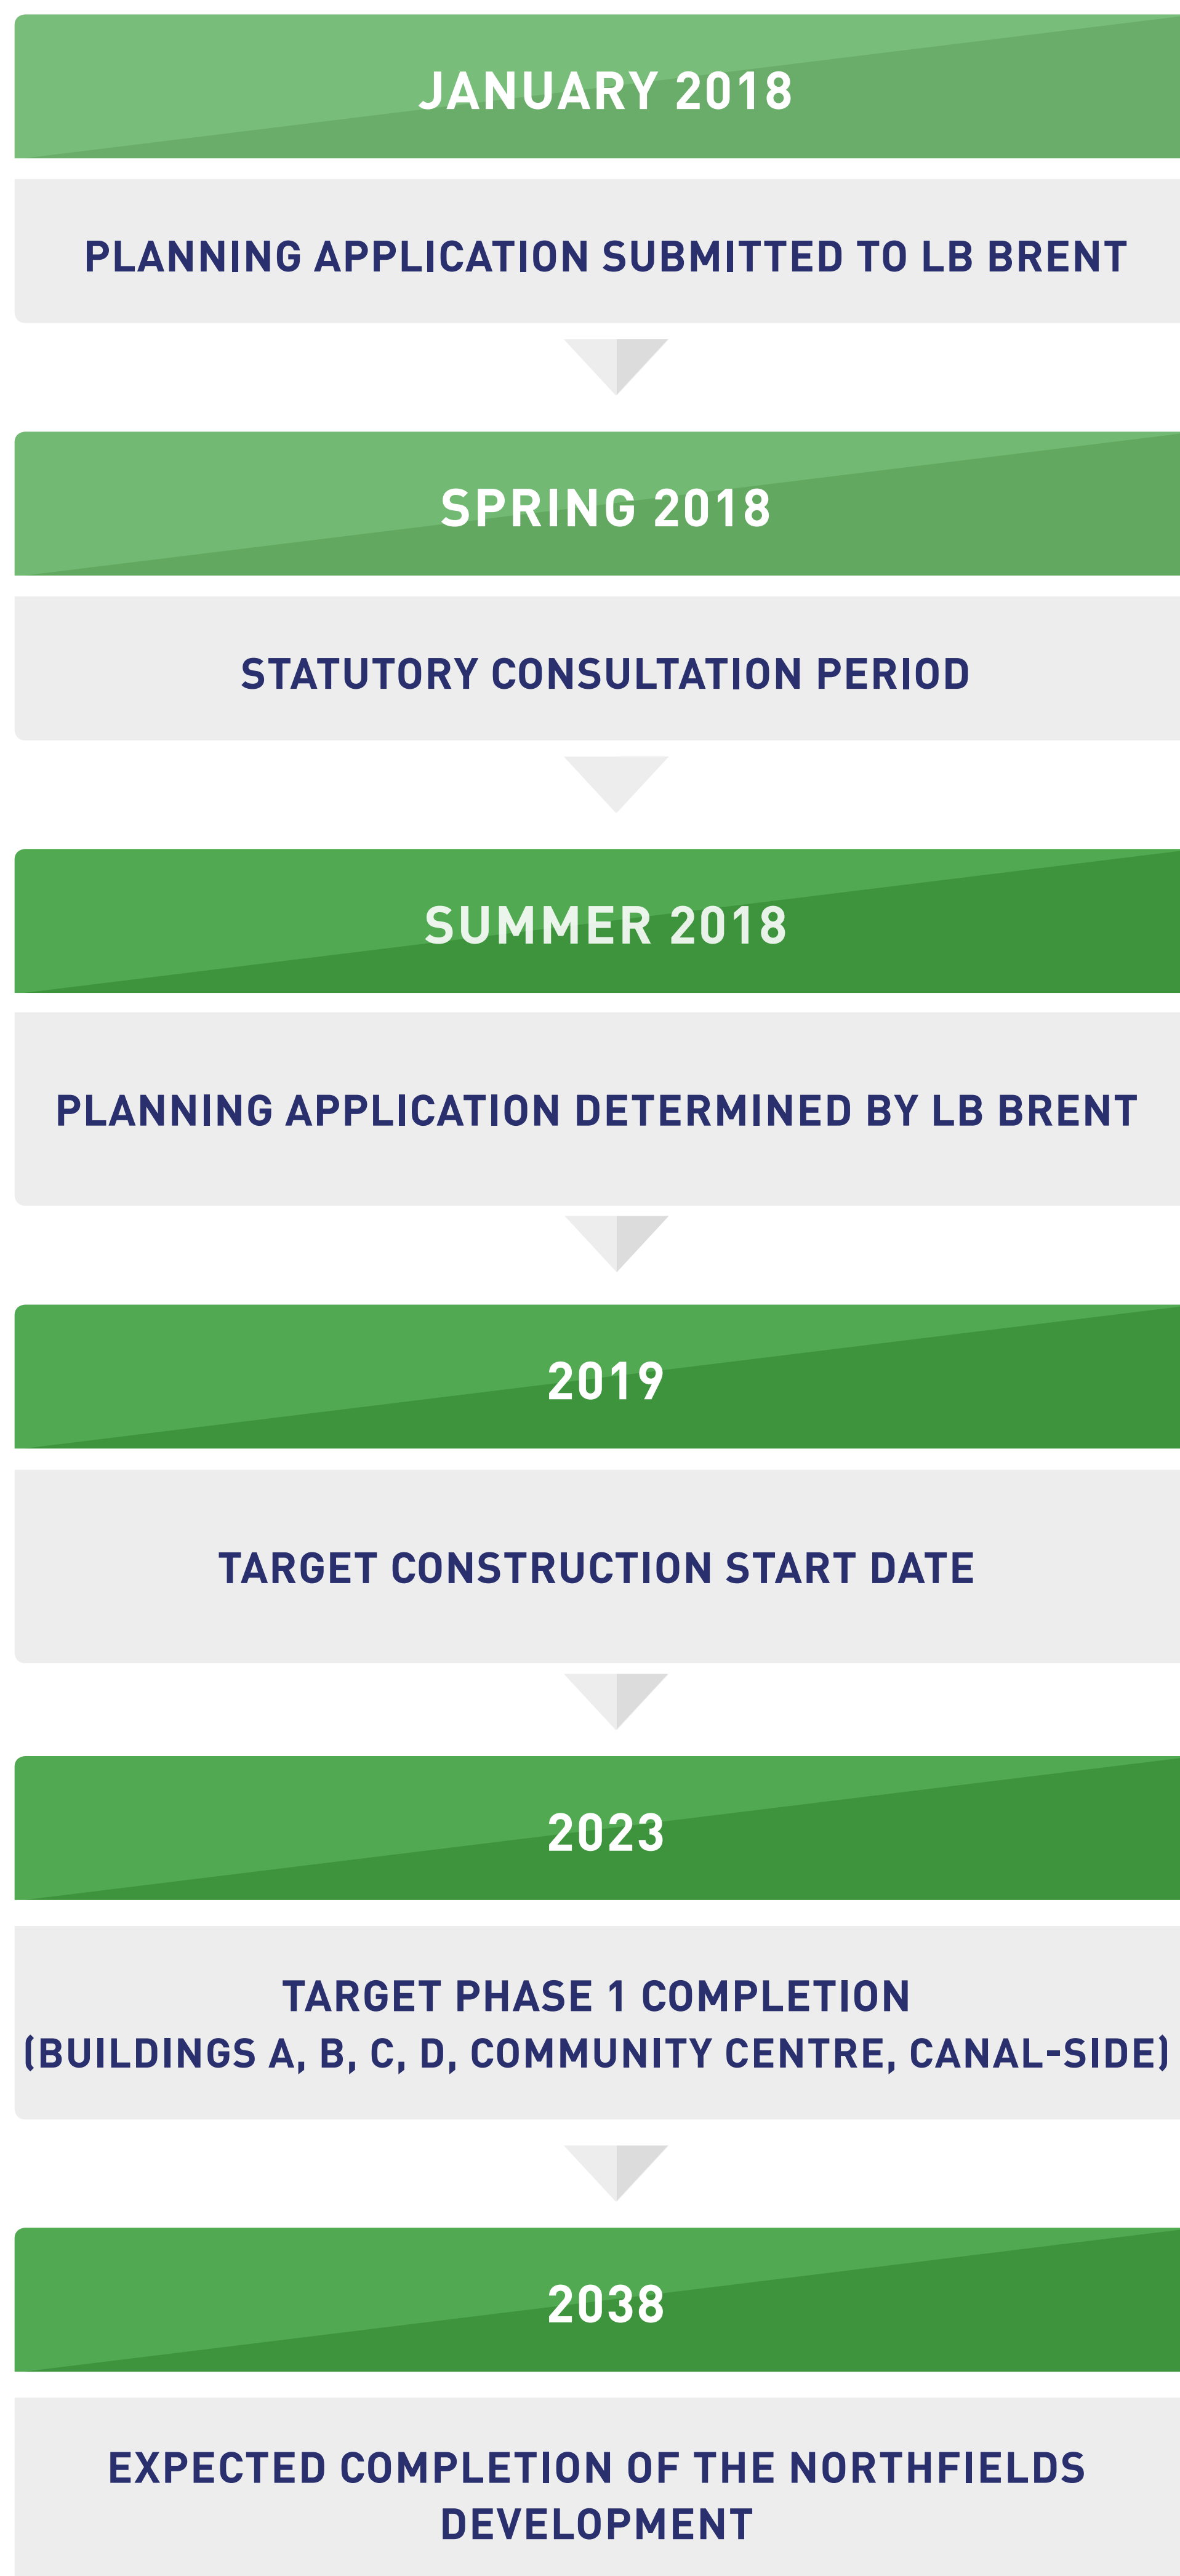 JANUARY 2018
PLANNING APPLICATION SUBMITTED TO LB BRENT
SPRING 2018
STATUTORY CONSULTATION PERIOD
SUMMER 2018
PLANNING APPLICATION DETERMINED BY LB BRENT
2019
TARGET CONSTRUCTION START DATE
2023
TARGET PHASE 1 COMPLETION
(BUILDINGS A, B, C, D, COMMUNITY CENTRE, CANAL-SIDE)
2038
EXPECTED COMPLETION OF THE NORTHFIELDS
DEVELOPMENT